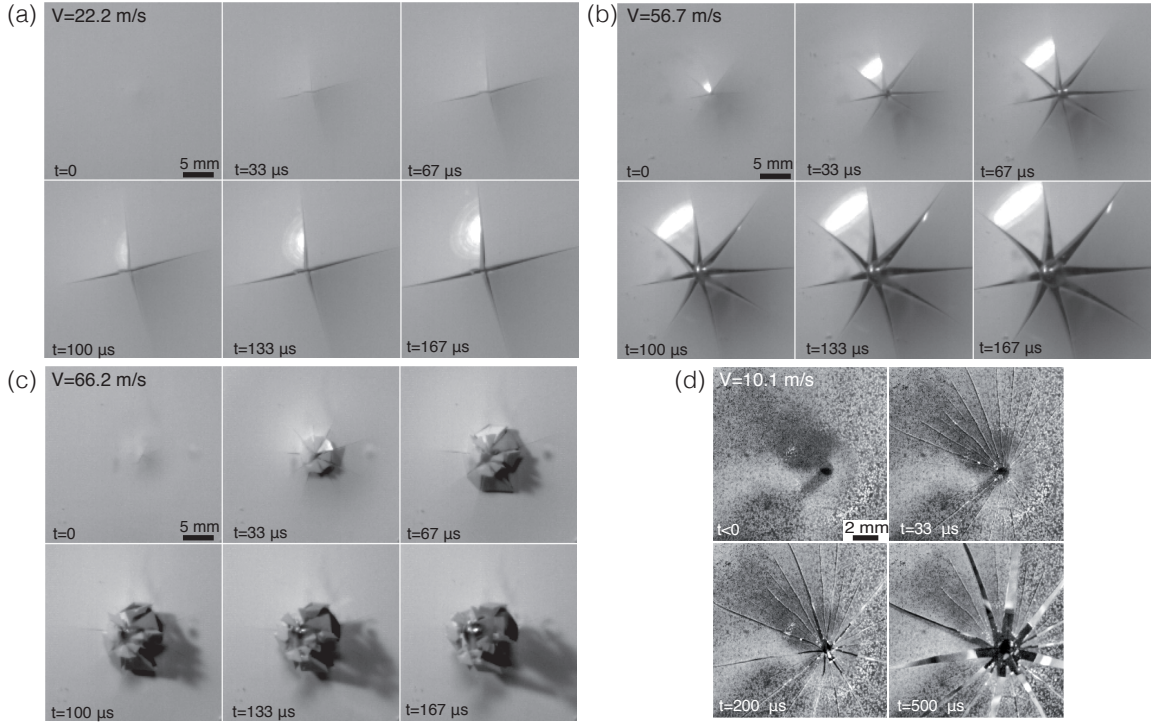 (a)
V=22.2 m/s
t=0
5 mm
t=33 μs
t=67 μs
t=100 μs
t=133 μs
t=167 μs
(b)
V=56.7 m/s
t=0
5 mm
t=33 μs
t=67 μs
t=100 μs
t=133 μs
t=167 μs
(c)
V=66.2 m/s
t=0
5 mm
t=33 μs
t=67 μs
t=100 μs
t=133 μs
t=167 μs
(d)
V=10.1 m/s
t<0
2 mm
t=33 μs
t=200 μs
t=500 μs